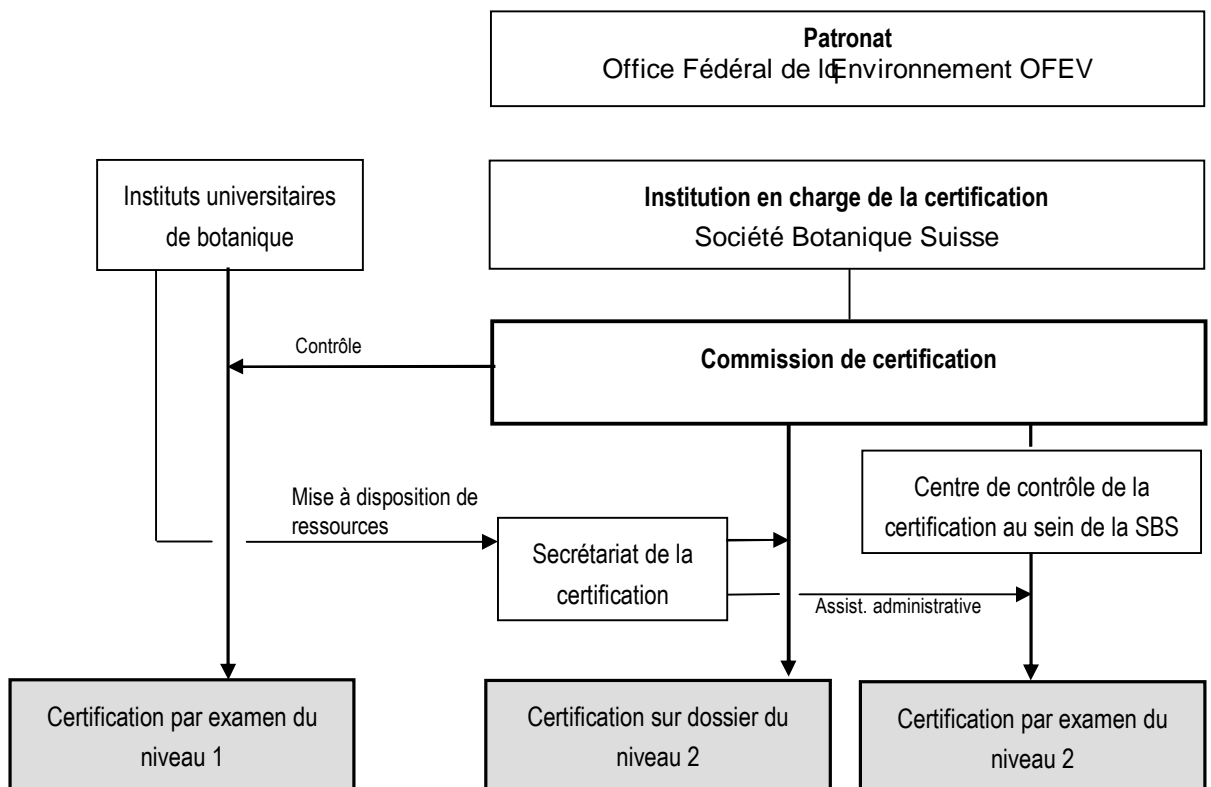 Patronat
Office Fédéral de l'Environnement OFEV
Instituts universitaires
de botanique
Institution en charge de la certification
Société Botanique Suisse
Contrôle
Commission de certification
Mise à disposition de
ressources
Secrétariat de la
certification
Centre de contrôle de la
certification au sein de la SBS
Assist. administrative
Certification par examen du
niveau 1
Certification sur dossier du
niveau 2
Certification par examen du
niveau 2